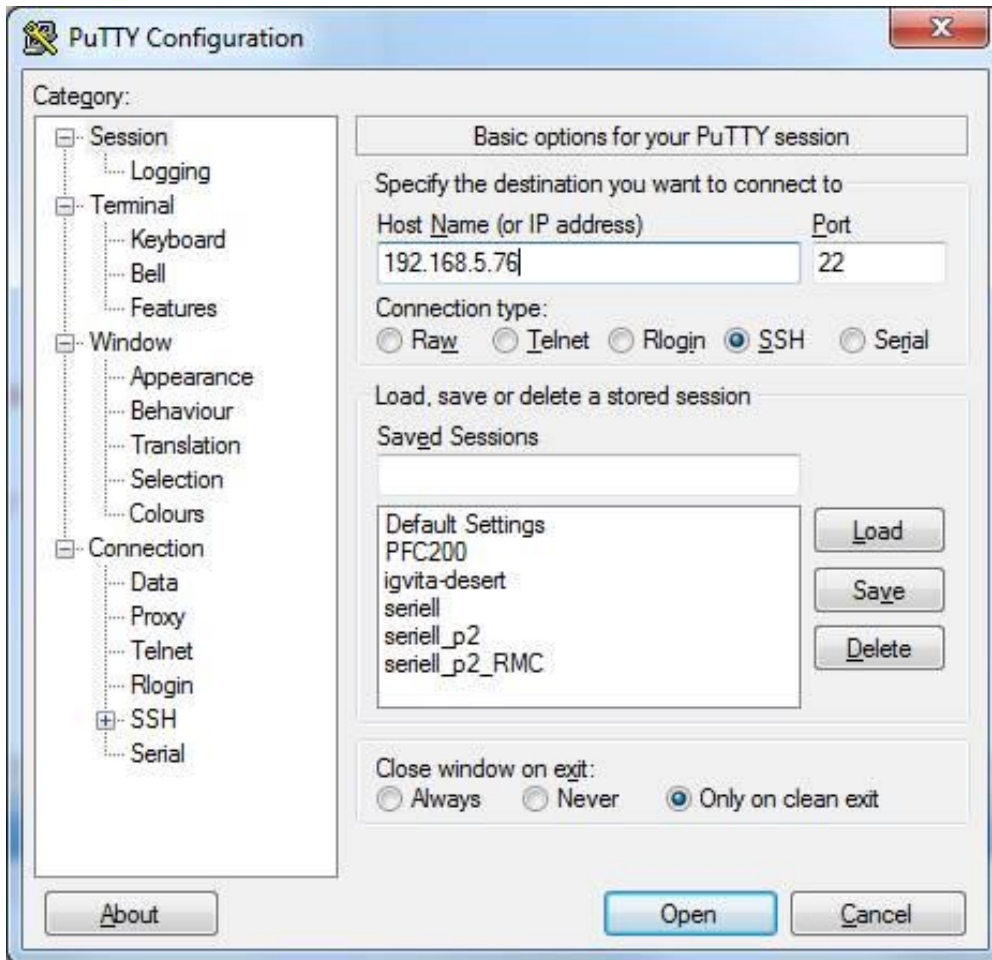 PuTTY Configuration
X
Category:
Session
Logging
Terminal
Keyboard
Bell
Features
Window
Appearance
Behaviour
Translation
Selection
Colours
Connection
Data
Proxy
Telnet
Rlogin
SSH
Serial
Basic options for your PuTTY session
Specify the destination you want to connect to
Host Name (or IP address) Port
192.168.5.76 22
Connection type:
Raw Telnet Rlogin SSH Serial
Load, save or delete a stored session
Saved Sessions
Default Settings
PFC200
igvita-desert
seriell
seriell_p2
seriell_p2_RMC
Load
Save
Delete
Close window on exit:
Always Never Only on clean exit
About Open Cancel